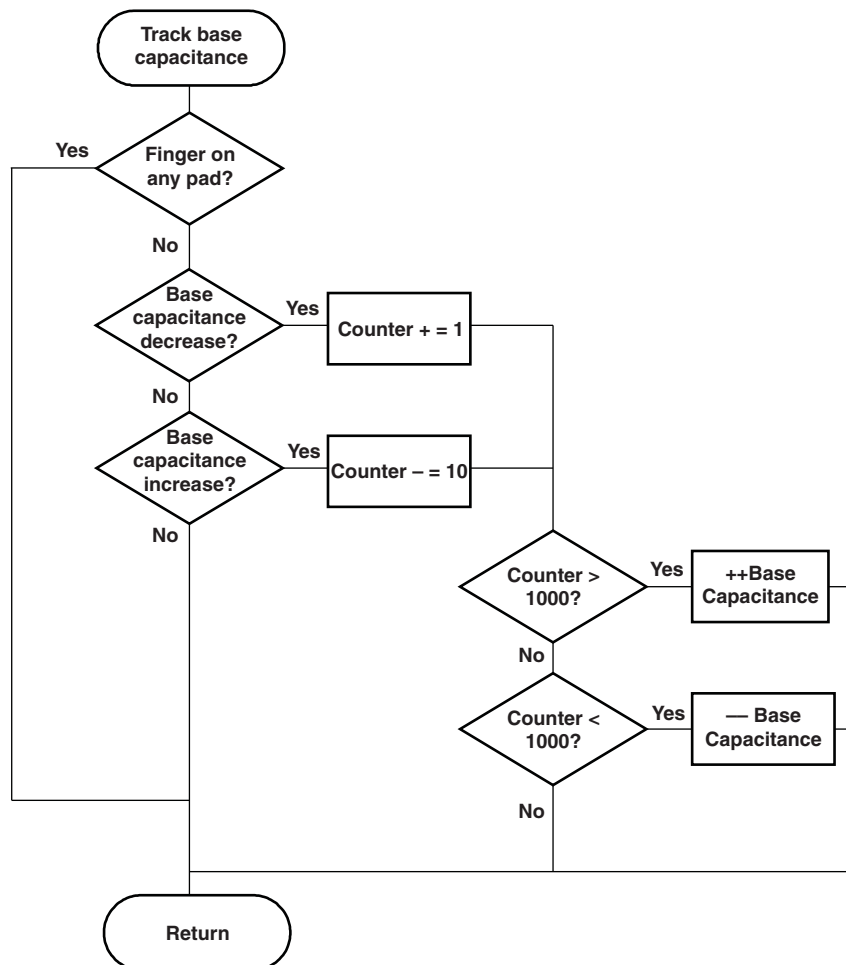 Track base
capacitance
Yes
Finger on
any pad?
No
Base
capacitance
decrease?
Yes
Counter + = 1
No
Base
capacitance
increase?
Yes
Counter – = 10
No
Counter >
1000?
Yes
++Base
Capacitance
No
Counter <
1000?
Yes
–– Base
Capacitance
No
Return